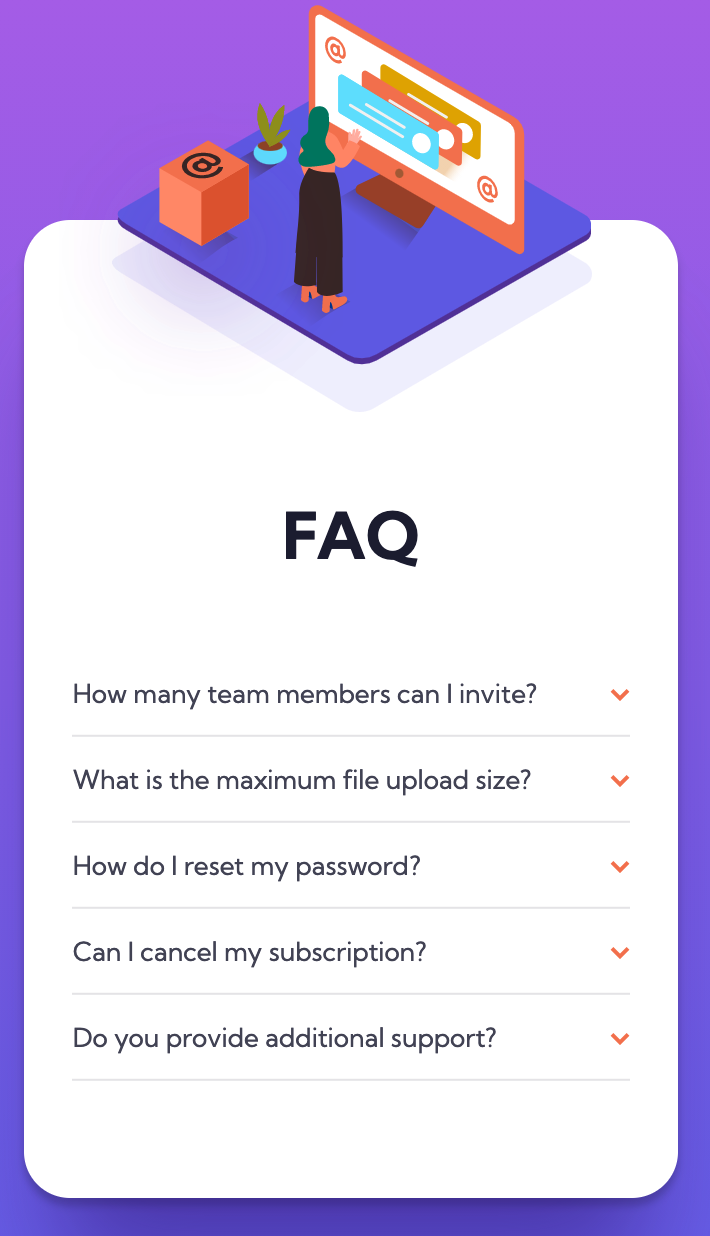 @
@
@
FAQ
How many team members can I invite?
What is the maximum file upload size?
How do I reset my password?
Can I cancel my subscription?
Do you provide additional support?